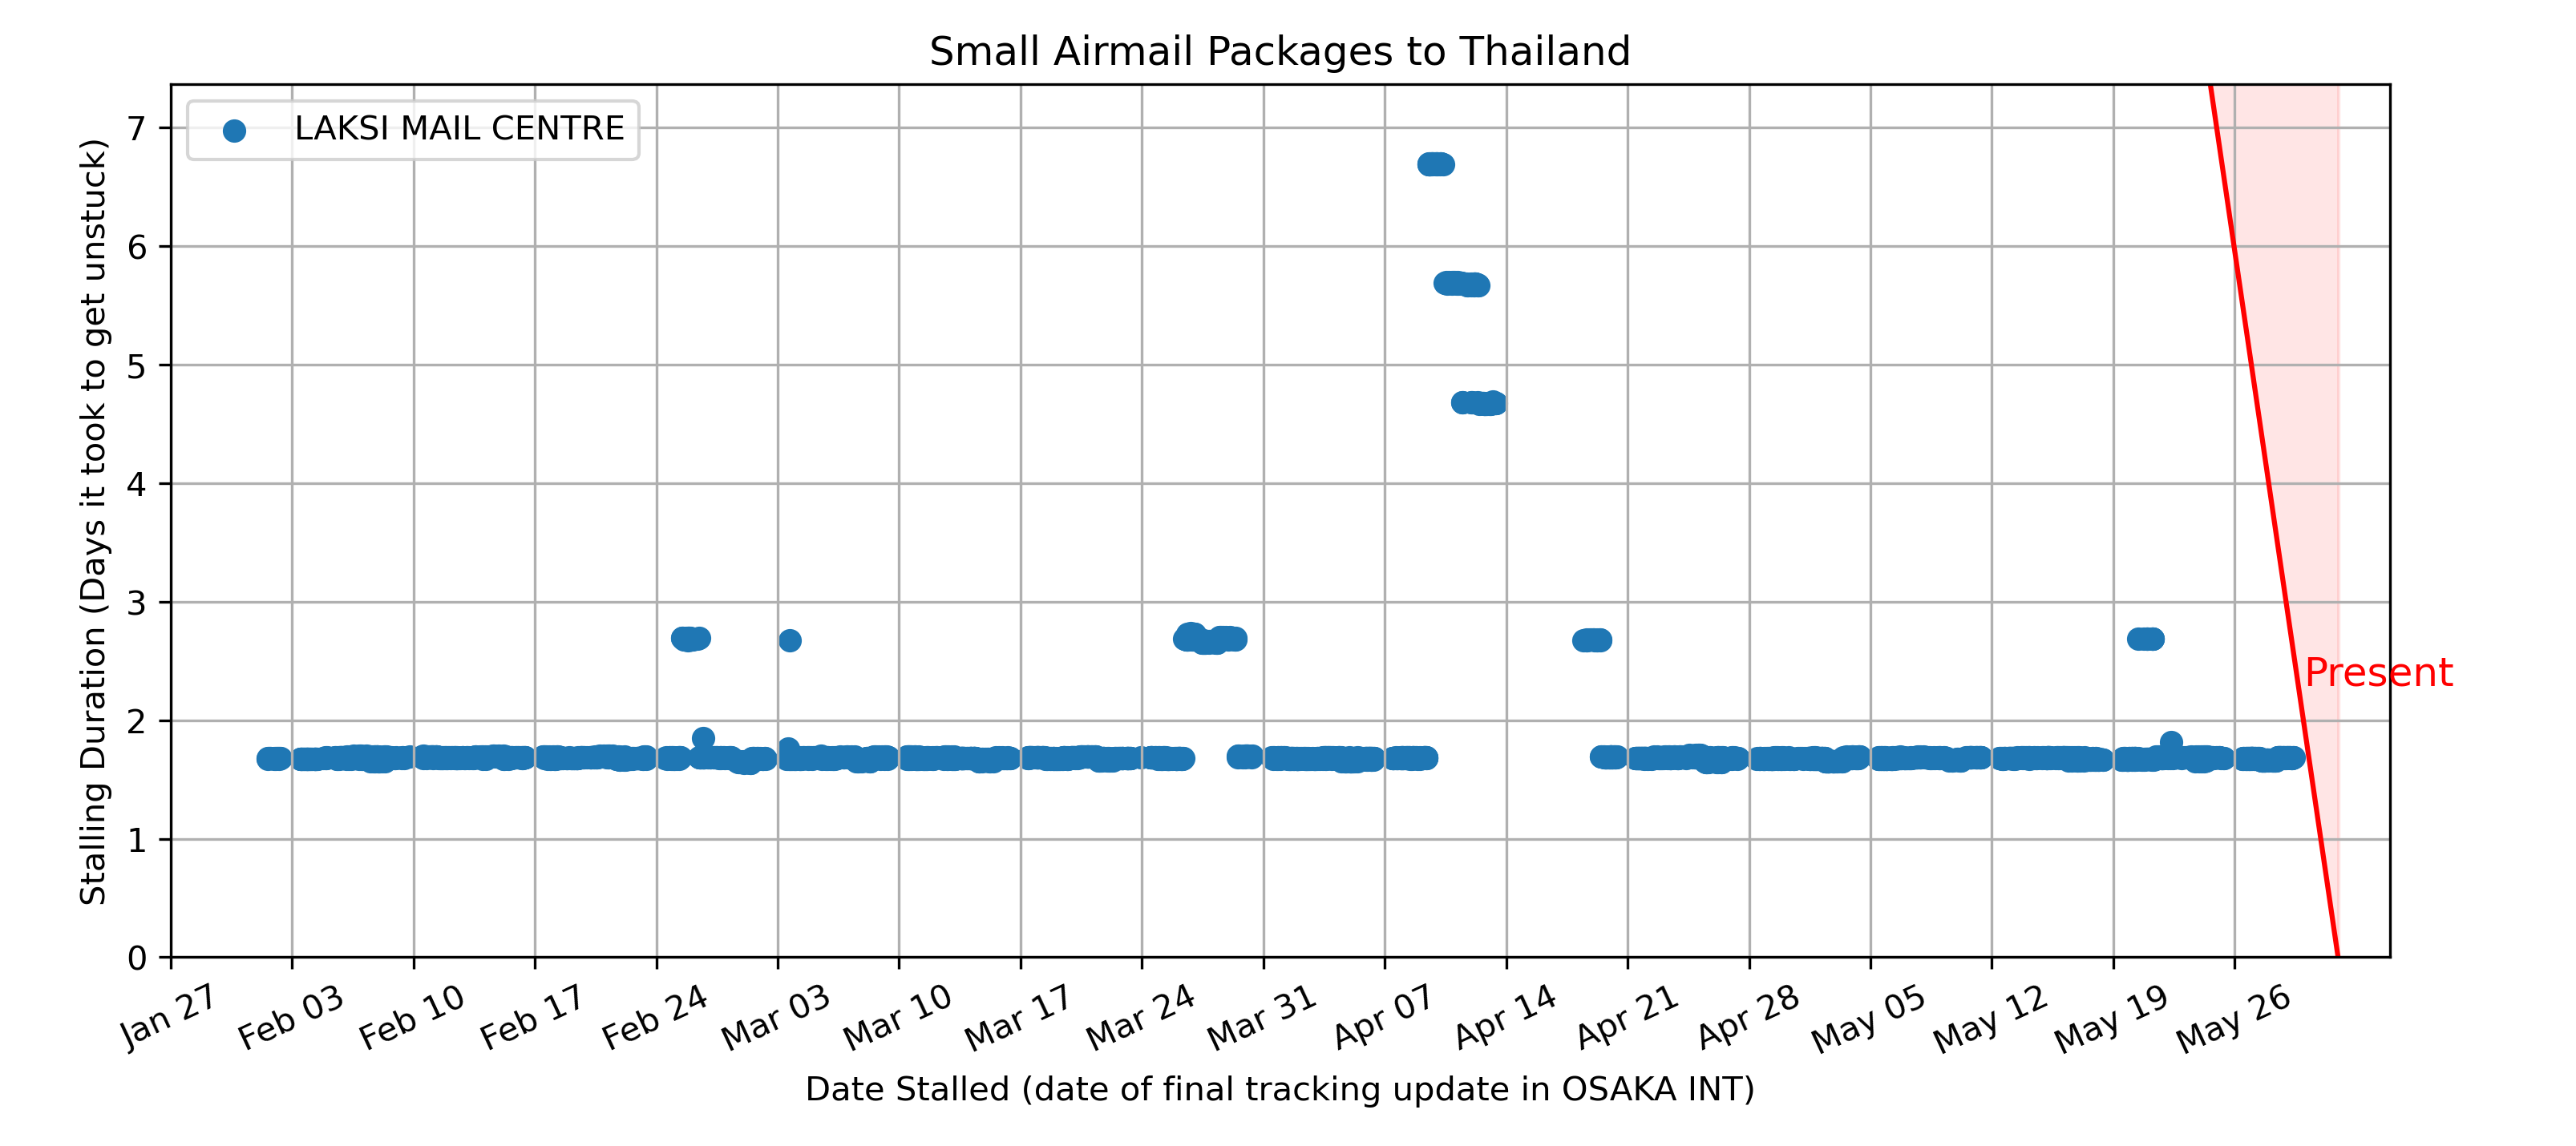 Small Airmail Packages to Thailand
LAKSI MAIL CENTRE
Stalling Duration (Days it took to get unstuck)
7
6
5
4
3
2
1
0
Present
Jan 27 Feb 03 Feb 10 Feb 17 Feb 24 Mar 03 Mar 10 Mar 17 Mar 24 Mar 31 Apr 07 Apr 14 Apr 21 Apr 28 May 05 May 12 May 19 May 26
Date Stalled (date of final tracking update in OSAKA INT)